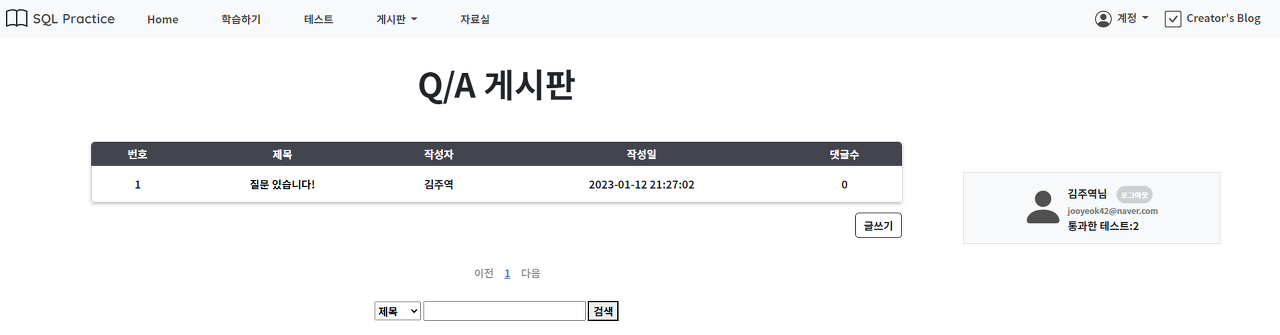 SQL Practice Home 학습하기 테스트 게시판 자료실 계정 Creator's Blog
Q/A 게시판
번호 제목 작성자 작성일 댓글수
1 질문 있습니다! 김주역 2023-01-12 21:27:02 0
글쓰기
김주역님 로그아웃
jooyeok42@naver.com
통과한 테스트:2
이전 1 다음
제목 검색